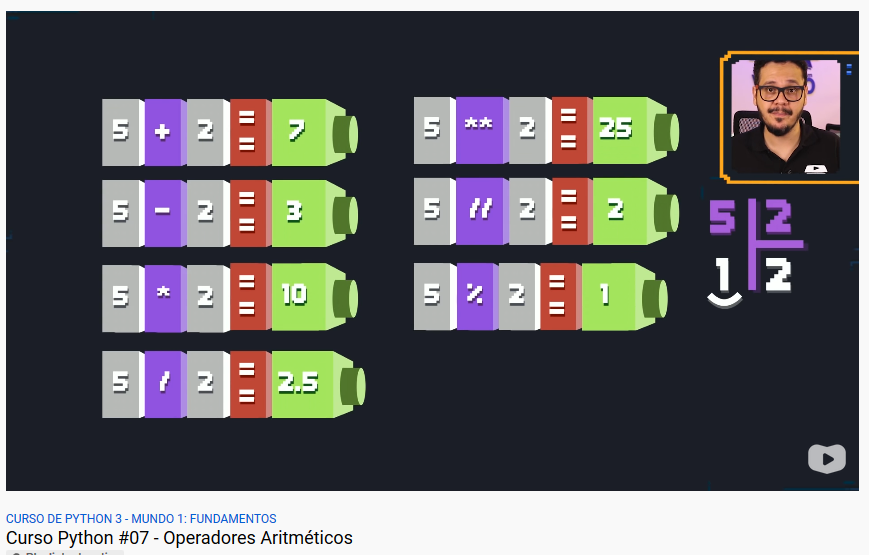 5 + 2 == 7
5 - 2 == 3
5 * 2 == 10
5 / 2 == 2.5
5 ** 2 == 25
5 // 2 == 2
5 % 2 == 1
5 2
1 2
CURSO DE PYTHON 3 - MUNDO 1: FUNDAMENTOS
Curso Python #07 - Operadores Aritméticos